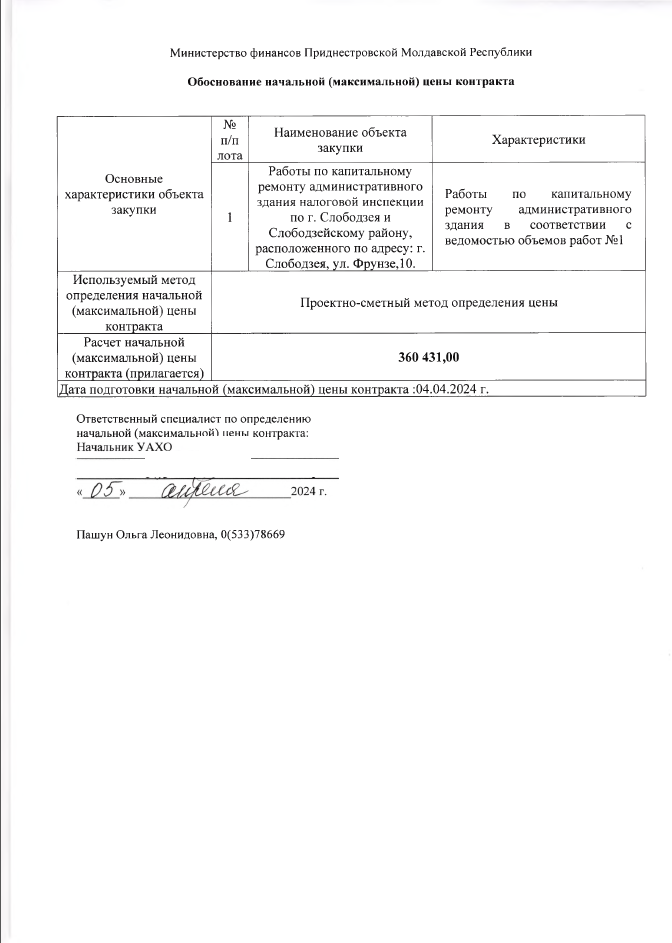 Министерство финансов Приднестровской Молдавской Республики
Обоснование начальной (максимальной) цены контракта
Основные
характеристики объекта
закупки
№
п/п
лота
Наименование объекта
закупки
Характеристики
1
Работы по капитальному
ремонту административного
здания налоговой инспекции
по г. Слободзея и
Слободзейскому району,
расположенного по адресу: г.
Слободзея, ул. Фрунзе,10.
Работы по капитальному
ремонту административного
здания в соответствии с
ведомостью объемов работ №1
Используемый метод
определения начальной
(максимальной) цены
контракта
Проектно-сметный метод определения цены
Расчет начальной
(максимальной) цены
контракта (прилагается)
360 431,00
Дата подготовки начальной (максимальной) цены контракта :04.04.2024 г.
Ответственный специалист по определению
начальной (максимальной) цены контракта:
Начальник УАХО
« 05 » апреля 2024 г.
Пашун Ольга Леонидовна, 0(533)78669